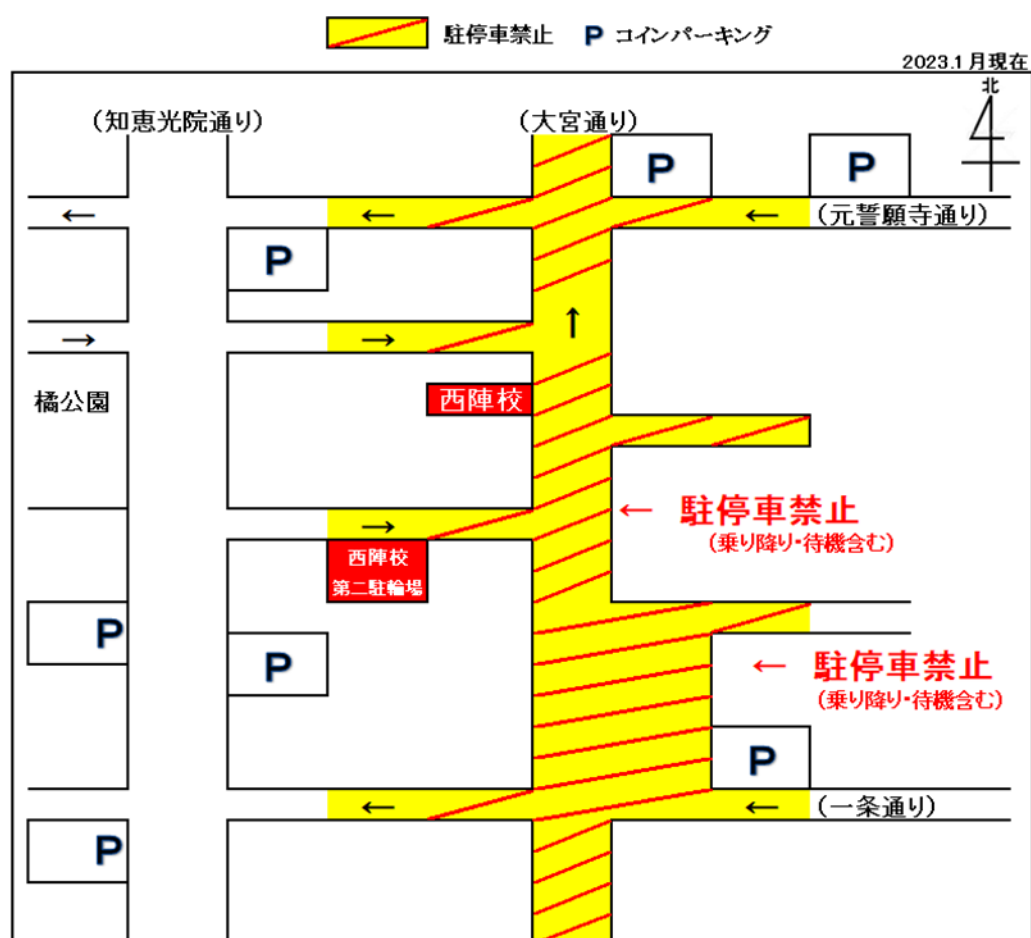 駐停車禁止 P コインパーキング
2023.1月現在
北
(知恵光院通り) (大宮通り)
P P
← ← ← (元誓願寺通り)
P
↑
→ →
西陣校
橘公園
← 駐停車禁止
(乗り降り・待機含む)
→
西陣校
第二駐輪場
P
P
← 駐停車禁止
(乗り降り・待機含む)
P
← ← (一条通り)
P